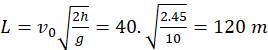 L = v₀√(2h/g) = 40.√(2.45/10) = 120 m